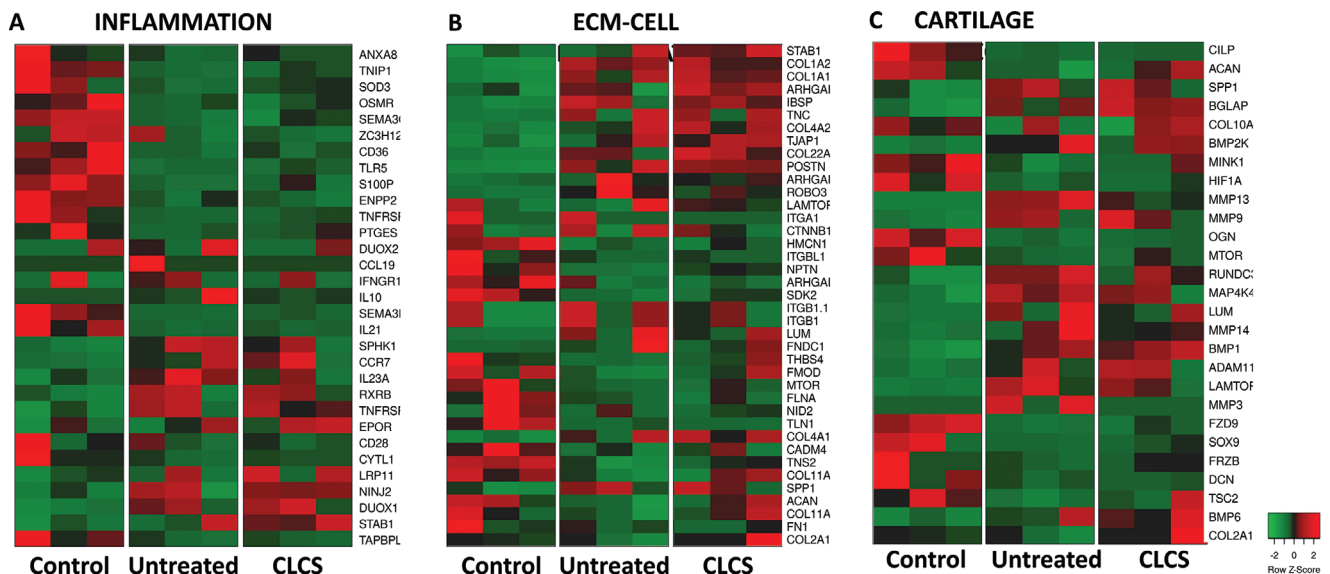 A INFLAMMATION
ANXA8
TNIP1
SOD3
OSMR
SEMA3
ZC3H12
CD36
TLR5
S100P
ENPP2
TNFRSF
PTGES
DUOX2
CCL19
IFNGR1
IL10
SEMA3
IL21
SPHK1
CCR7
IL23A
RXRB
TNFRSF
EPOR
CD28
CYTL1
LRP11
NINJ2
DUOX1
STAB1
TAPBPL
Control Untreated CLCS
B ECM-CELL
STAB1
COL1A2
COL1A1
ARHGAI
IBSP
TNC
COL4A2
TJAP1
COL22A
POSTN
ARHGAI
ROBO3
LAMTOF
ITGA1
CTNNB1
HMCN1
ITGBL1
NPTN
ARHGAI
SDK2
ITGB1.1
ITGB1
LUM
FNDC1
THBS4
FMOD
MTOR
FLNA
NID2
TLN1
COL4A1
CADM4
TNS2
COL11A
SPP1
ACAN
COL11A
FN1
COL2A1
Control Untreated CLCS
C CARTILAGE
CILP
ACAN
SPP1
BGLAP
COL10A
BMP2K
MINK1
HIF1A
MMP13
MMP9
OGN
MTOR
RUNDC3
MAP4K4
LUM
MMP14
BMP1
ADAM11
LAMTOF
MMP3
FZD9
SOX9
FRZB
DCN
TSC2
BMP6
COL2A1
Control Untreated CLCS
-2 0 2
Row Z-Score